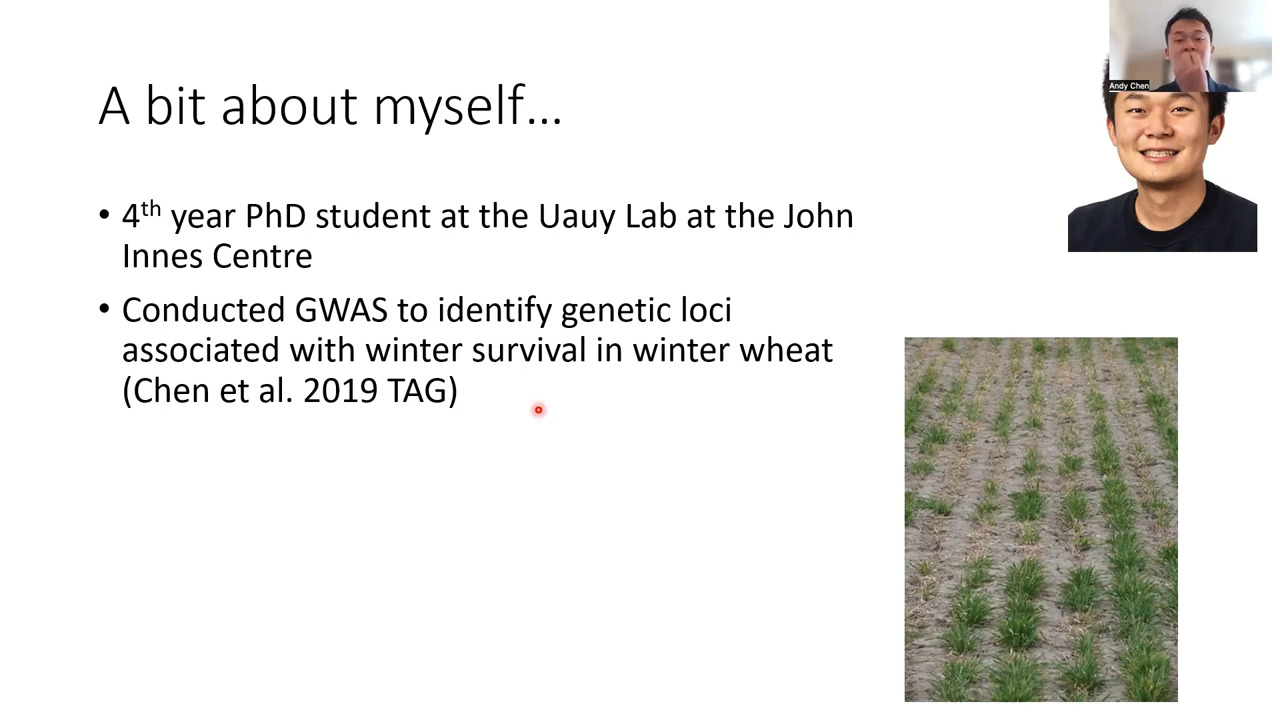 Andy Chen
A bit about myself...
• 4th year PhD student at the Uauy Lab at the John
Innes Centre
• Conducted GWAS to identify genetic loci
associated with winter survival in winter wheat
(Chen et al. 2019 TAG)